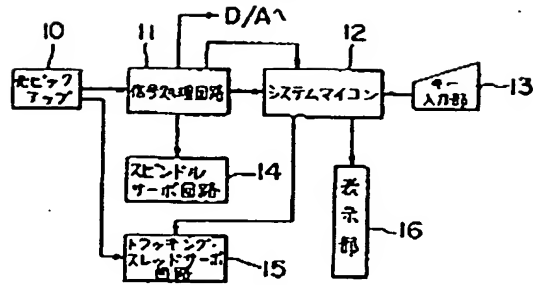 D/Aへ
10
11
12
光ピック
アップ
信号処理回路
システムマイコン
キー
入力部
13
スピンドル
サーボ回路
14
トラッキング・
スレッドサーボ
回路
15
表示部
16